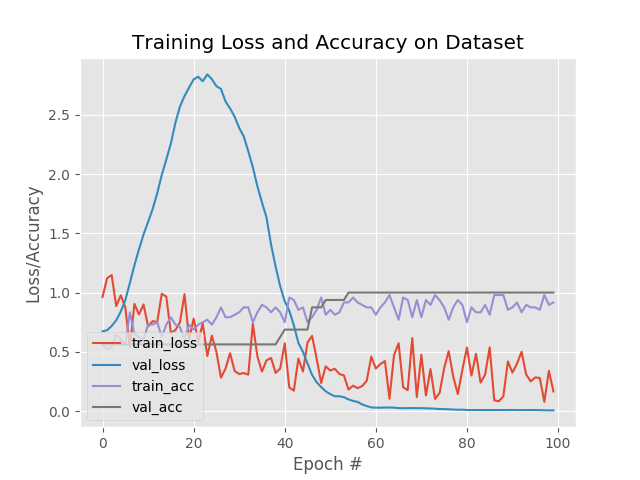 Training Loss and Accuracy on Dataset
Loss/Accuracy
2.5
2.0
1.5
1.0
0.5
0.0
train_loss
val_loss
train_acc
val_acc
0 20 40 60 80 100
Epoch #